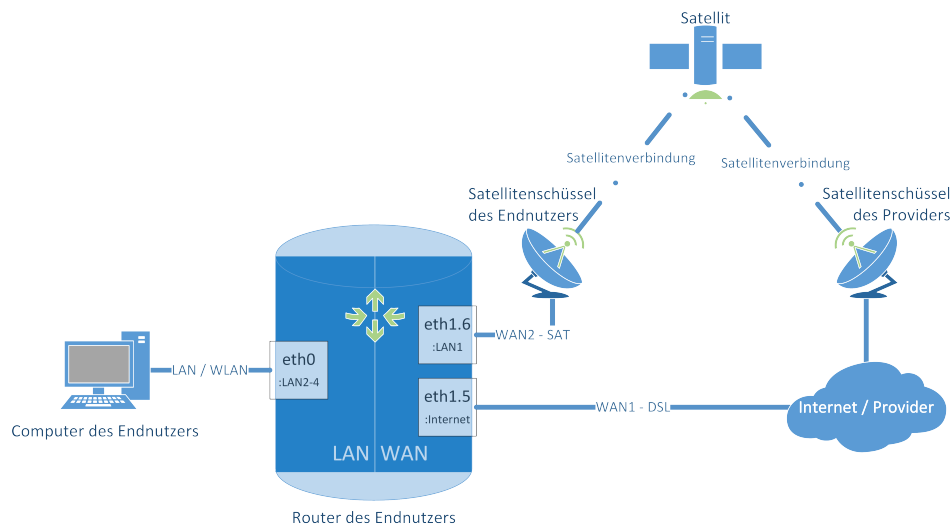 Satellit
Satellitenverbindung
Satellitenverbindung
Satellitenschüssel
des Endnutzers
Satellitenschüssel
des Providers
eth1.6
:LAN1
WAN2 - SAT
eth0
:LAN2-4
LAN / WLAN
eth1.5
:Internet
WAN1 - DSL
Internet / Provider
Computer des Endnutzers
LAN WAN
Router des Endnutzers